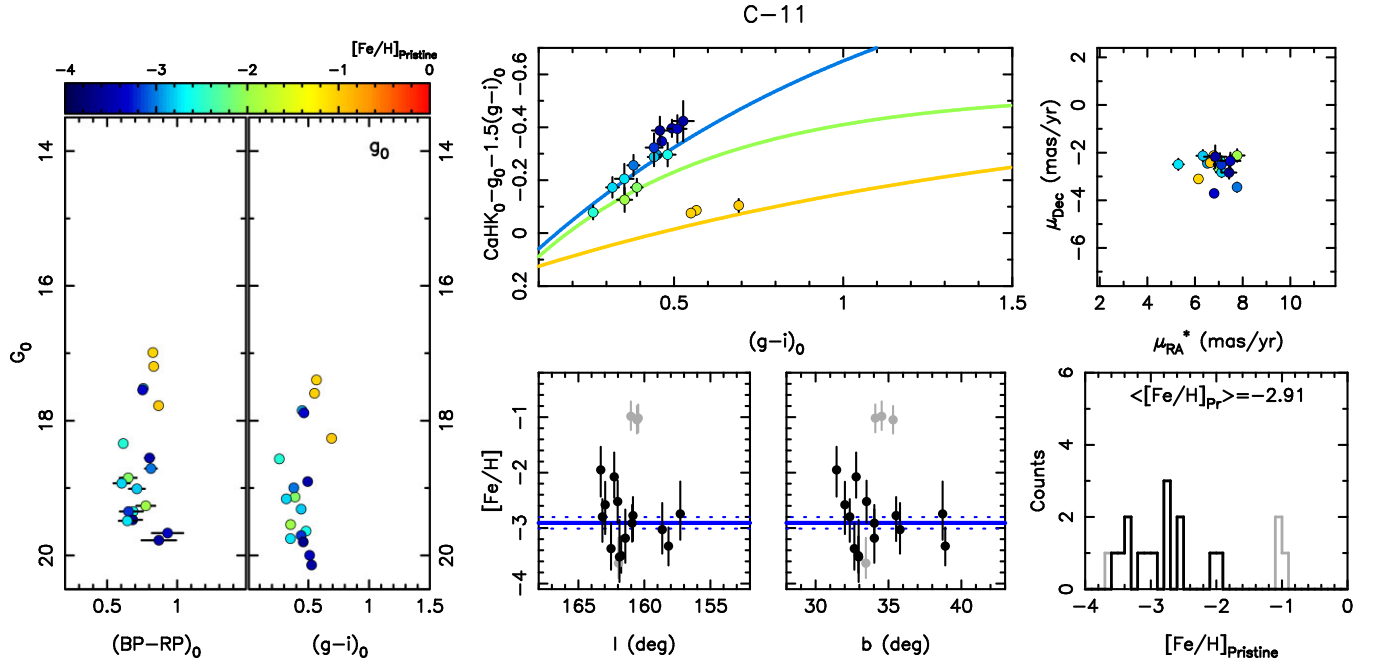 C-11
[Fe/H]Pristine
-4 -3 -2 -1 0
g0
14 16 18 20
G0
14 16 18 20
0.5 1
(BP-RP)0
0.5 1 1.5
(g-i)0
CaHK0-g0-1.5(g-i)0
-0.6 -0.4 -0.2 0 0.2
0.5 1 1.5
(g-i)0
μDec (mas/yr)
2 0 -2 -4 -6
2 4 6 8 10
μRA* (mas/yr)
[Fe/H]
-1 -2 -3 -4
165 160 155
l (deg)
30 35 40
b (deg)
<[Fe/H]Pr>=-2.91
Counts
6 4 2 0
-4 -3 -2 -1 0
[Fe/H]Pristine